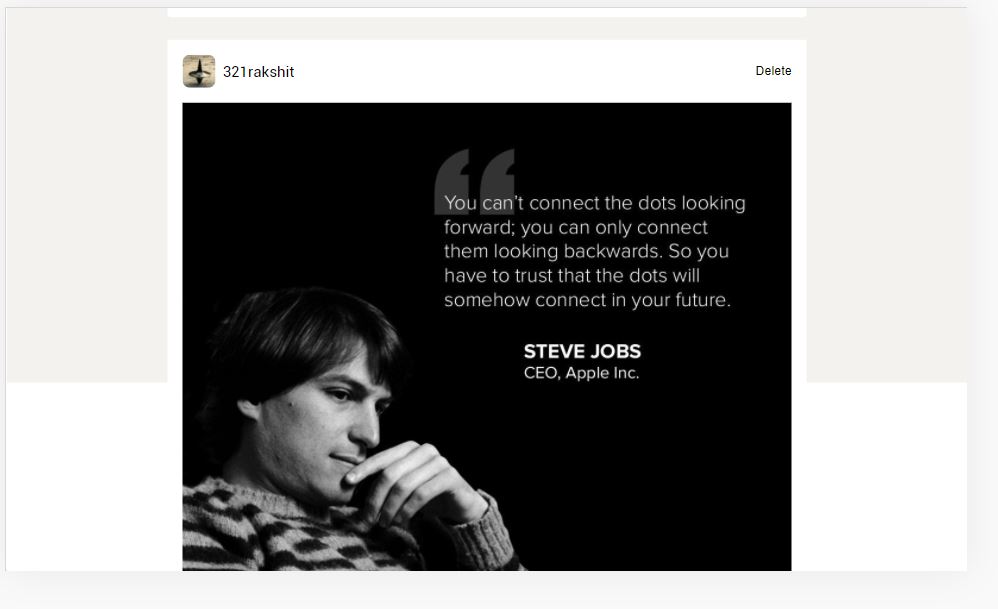 321rakshit
Delete
You can’t connect the dots looking
forward; you can only connect
them looking backwards. So you
have to trust that the dots will
somehow connect in your future.
STEVE JOBS
CEO, Apple Inc.